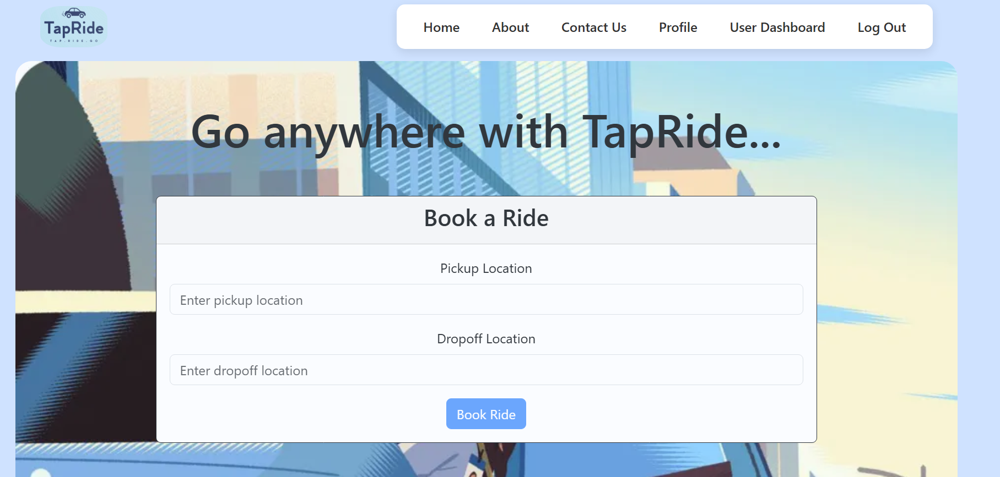 TapRide
TAP.RIDE.GO
Home About Contact Us Profile User Dashboard Log Out
Go anywhere with TapRide...
Book a Ride
Pickup Location
Enter pickup location
Dropoff Location
Enter dropoff location
Book Ride